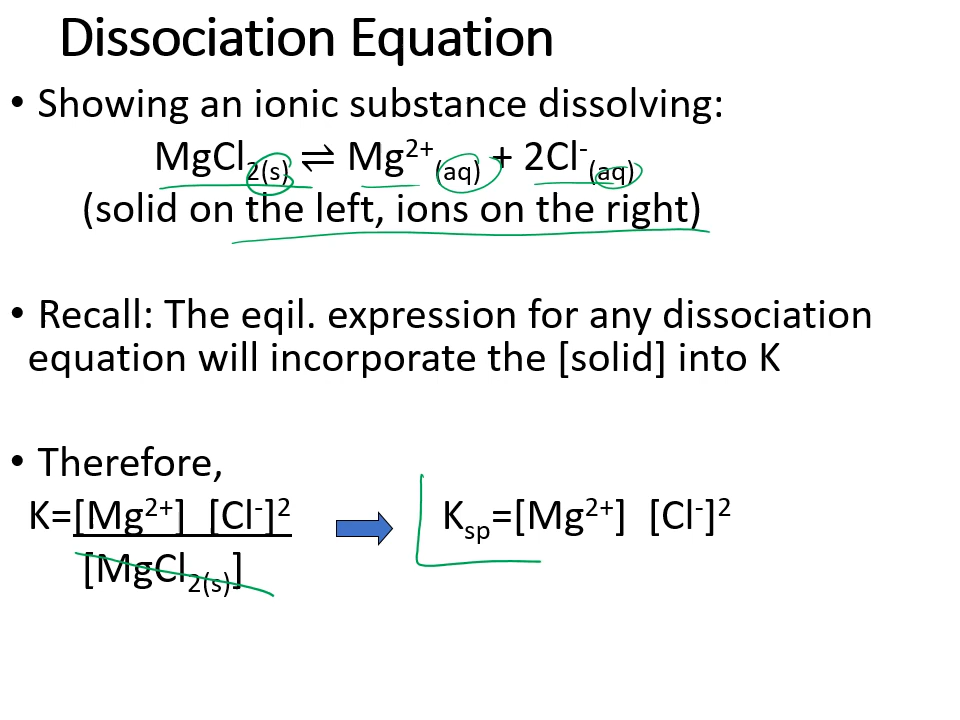 Dissociation Equation
• Showing an ionic substance dissolving:
MgCl₂₍ₛ₎ ⇌ Mg²⁺₍aq₎ + 2Cl⁻₍aq₎
(solid on the left, ions on the right)
• Recall: The eqil. expression for any dissociation
equation will incorporate the [solid] into K
• Therefore,
K=[Mg²⁺] [Cl⁻]²
[MgCl₂₍ₛ₎]
Kₛₚ=[Mg²⁺] [Cl⁻]²